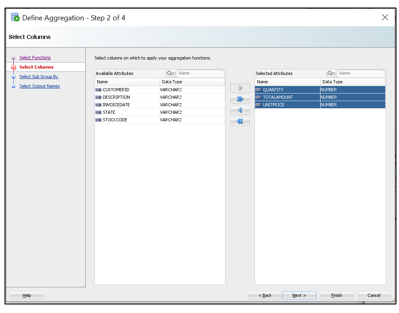 Define Aggregation - Step 2 of 4
Select Columns
Select Functions
Select Columns
Select Sub Group By
Select Output Names
Select columns on which to apply your aggregation functions.
Available Attributes Name
Name Data Type
CUSTOMERID VARCHAR2
DESCRIPTION VARCHAR2
INVOICEDATE VARCHAR2
STATE VARCHAR2
STOCKCODE VARCHAR2
Selected Attributes Name
Name Data Type
QUANTITY NUMBER
TOTALAMOUNT NUMBER
UNITPRICE NUMBER
Help < Back Next > Finish Cancel